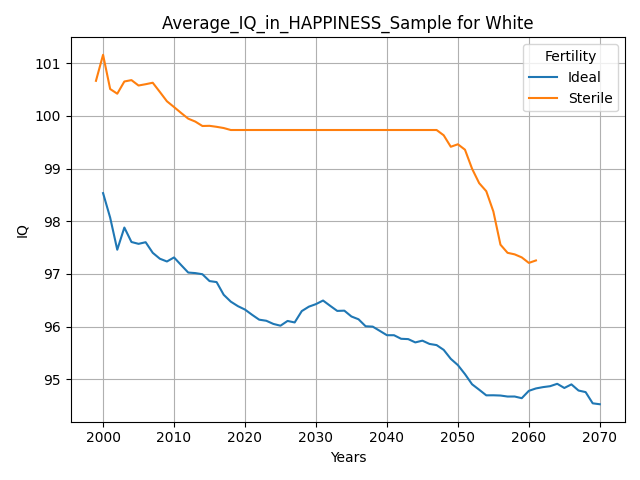 Average_IQ_in_HAPPINESS_Sample for White
Fertility
Ideal
Sterile
101
100
99
98
97
96
95
IQ
2000 2010 2020 2030 2040 2050 2060 2070
Years